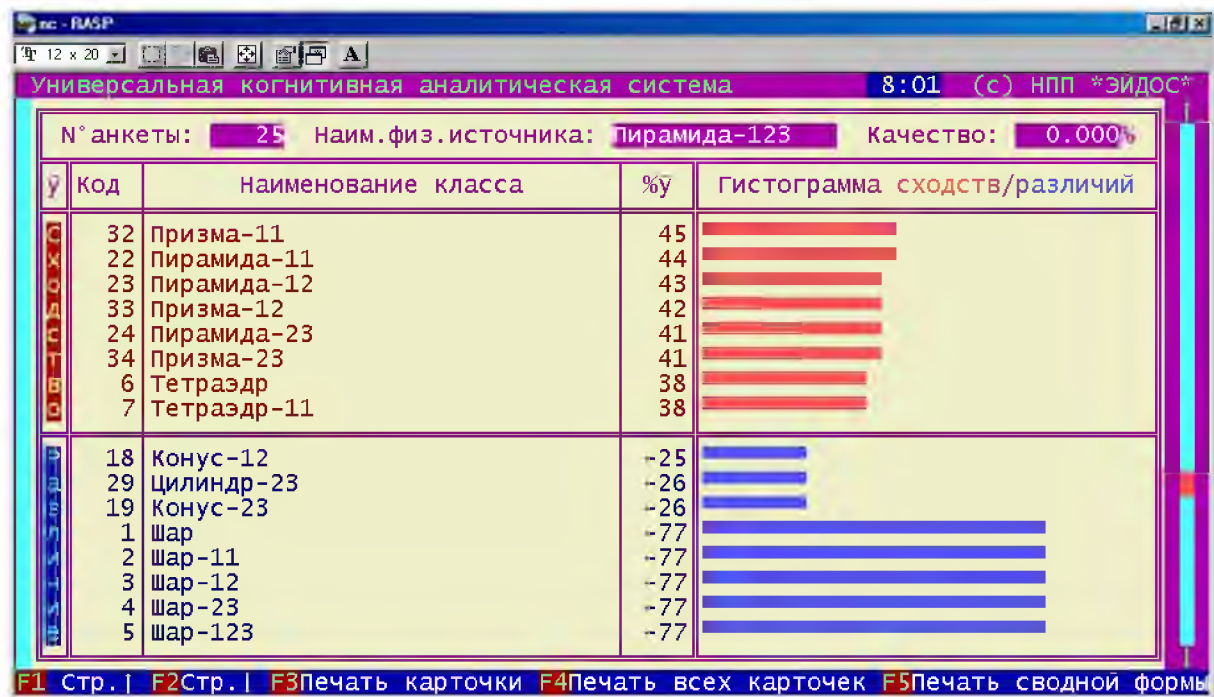 nc - RASP
12 x 20 A
Универсальная когнитивная аналитическая система 8:01 (с) НПП *ЭЙДОС*
N°анкеты: 25 Наим.физ.источника: Пирамида-123 Качество: 0.000%
ÿ Код Наименование класса %ÿ Гистограмма сходств/различий
СХОДСТВО
32 Призма-11 45
22 Пирамида-11 44
23 Пирамида-12 43
33 Призма-12 42
24 Пирамида-23 41
34 Призма-23 41
6 Тетраэдр 38
7 Тетраэдр-11 38
18 Конус-12 -25
29 Цилиндр-23 -26
19 Конус-23 -26
1 Шар -77
2 Шар-11 -77
3 Шар-12 -77
4 Шар-23 -77
5 Шар-123 -77
F1 Стр.↑ F2Стр.↓ F3Печать карточки F4Печать всех карточек F5Печать сводной формы